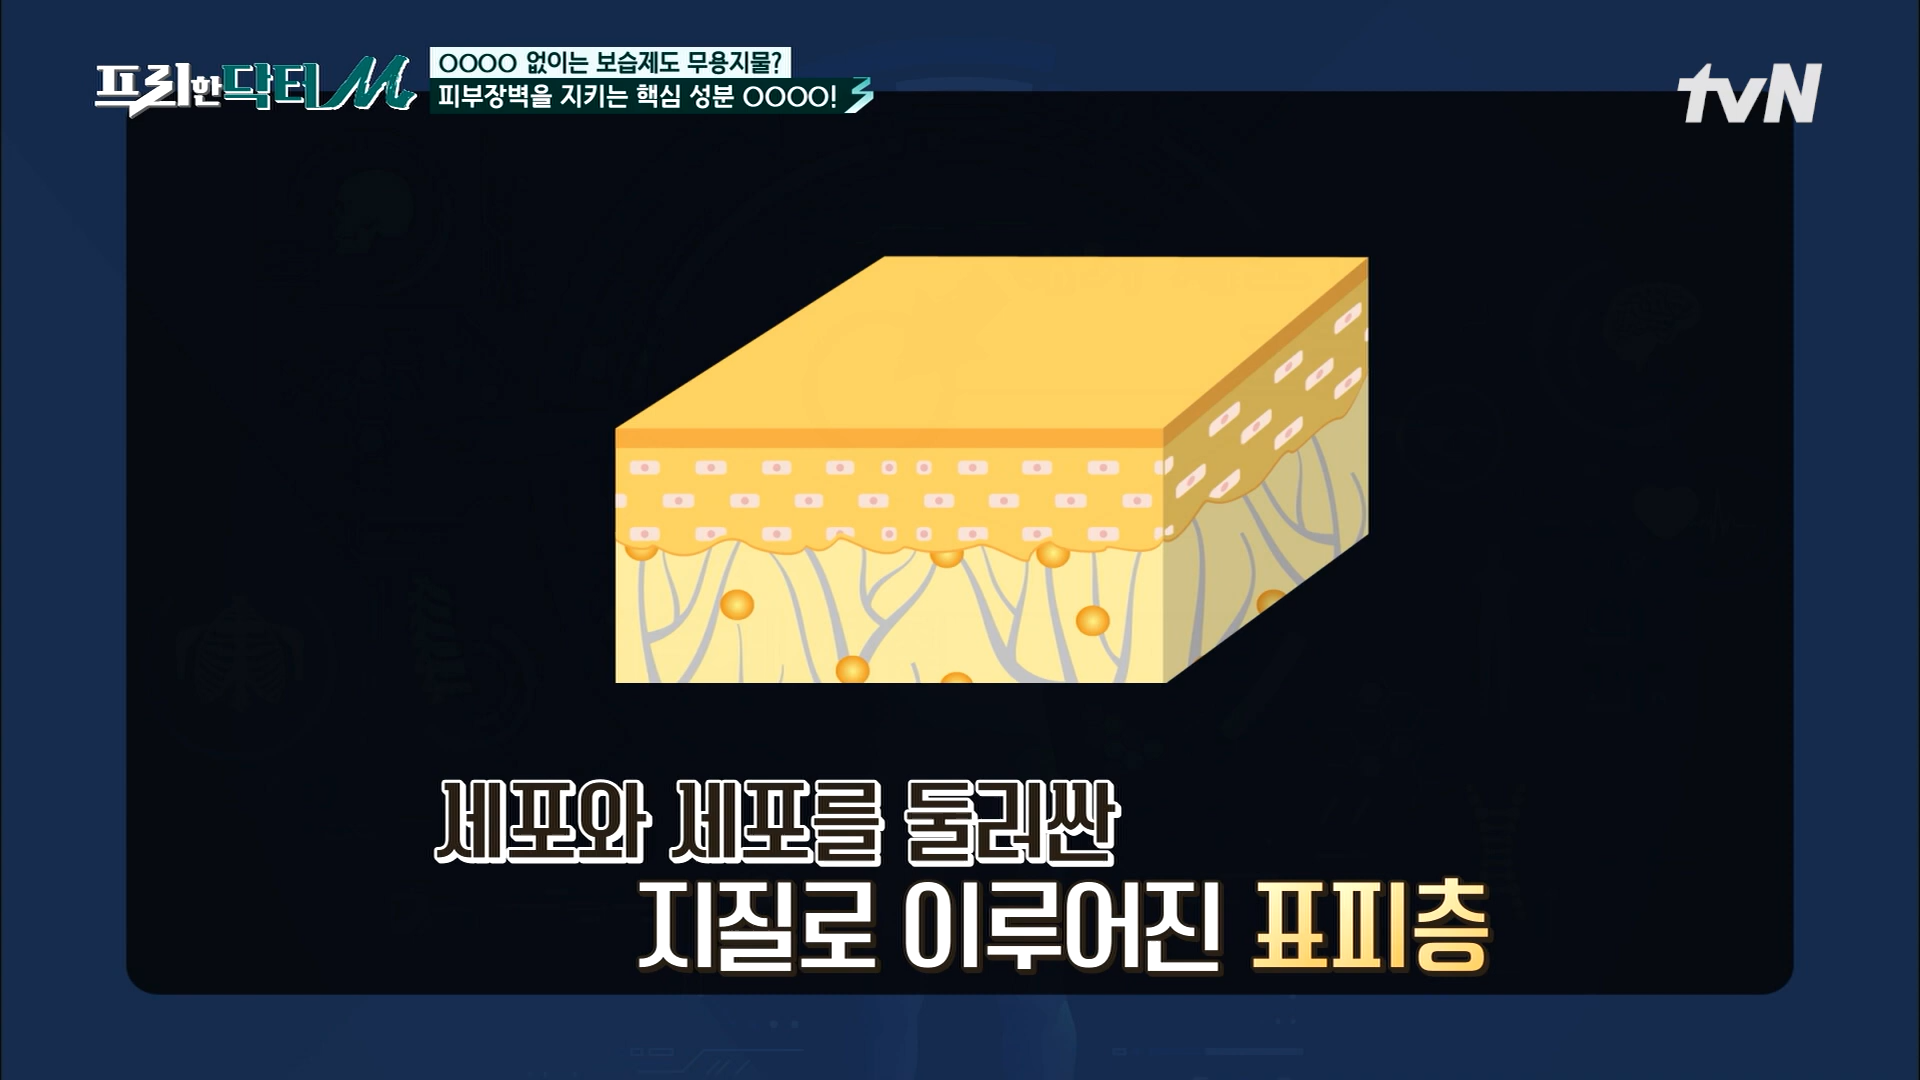 프리한닥터 M
OOOO 없이는 보습제도 무용지물?
피부장벽을 지키는 핵심 성분 OOOO!
tvN
세포와 세포를 둘러싼
지질로 이루어진 표피층